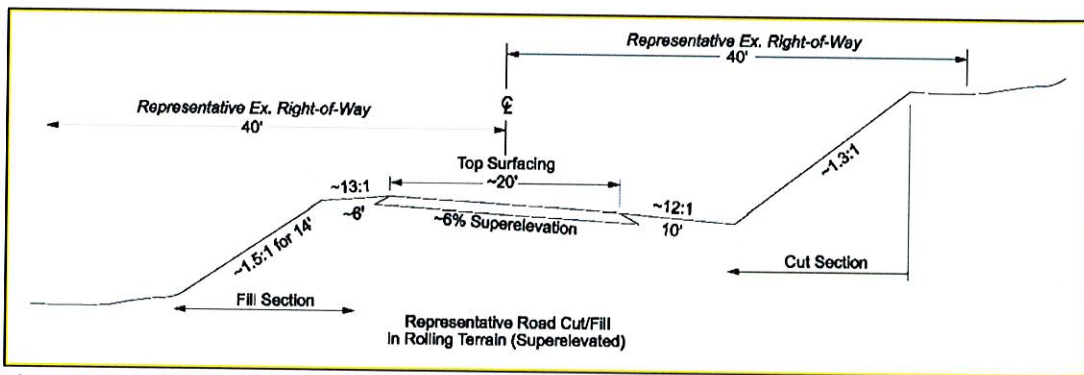 Representative Ex. Right-of-Way
40'
℄
Representative Ex. Right-of-Way
40'
Top Surfacing
~20'
~13:1
~6'
~1.5:1 for 14'
~6% Superelevation
~12:1
10'
~1.3:1
Cut Section
Fill Section
Representative Road Cut/Fill
in Rolling Terrain (Superelevated)